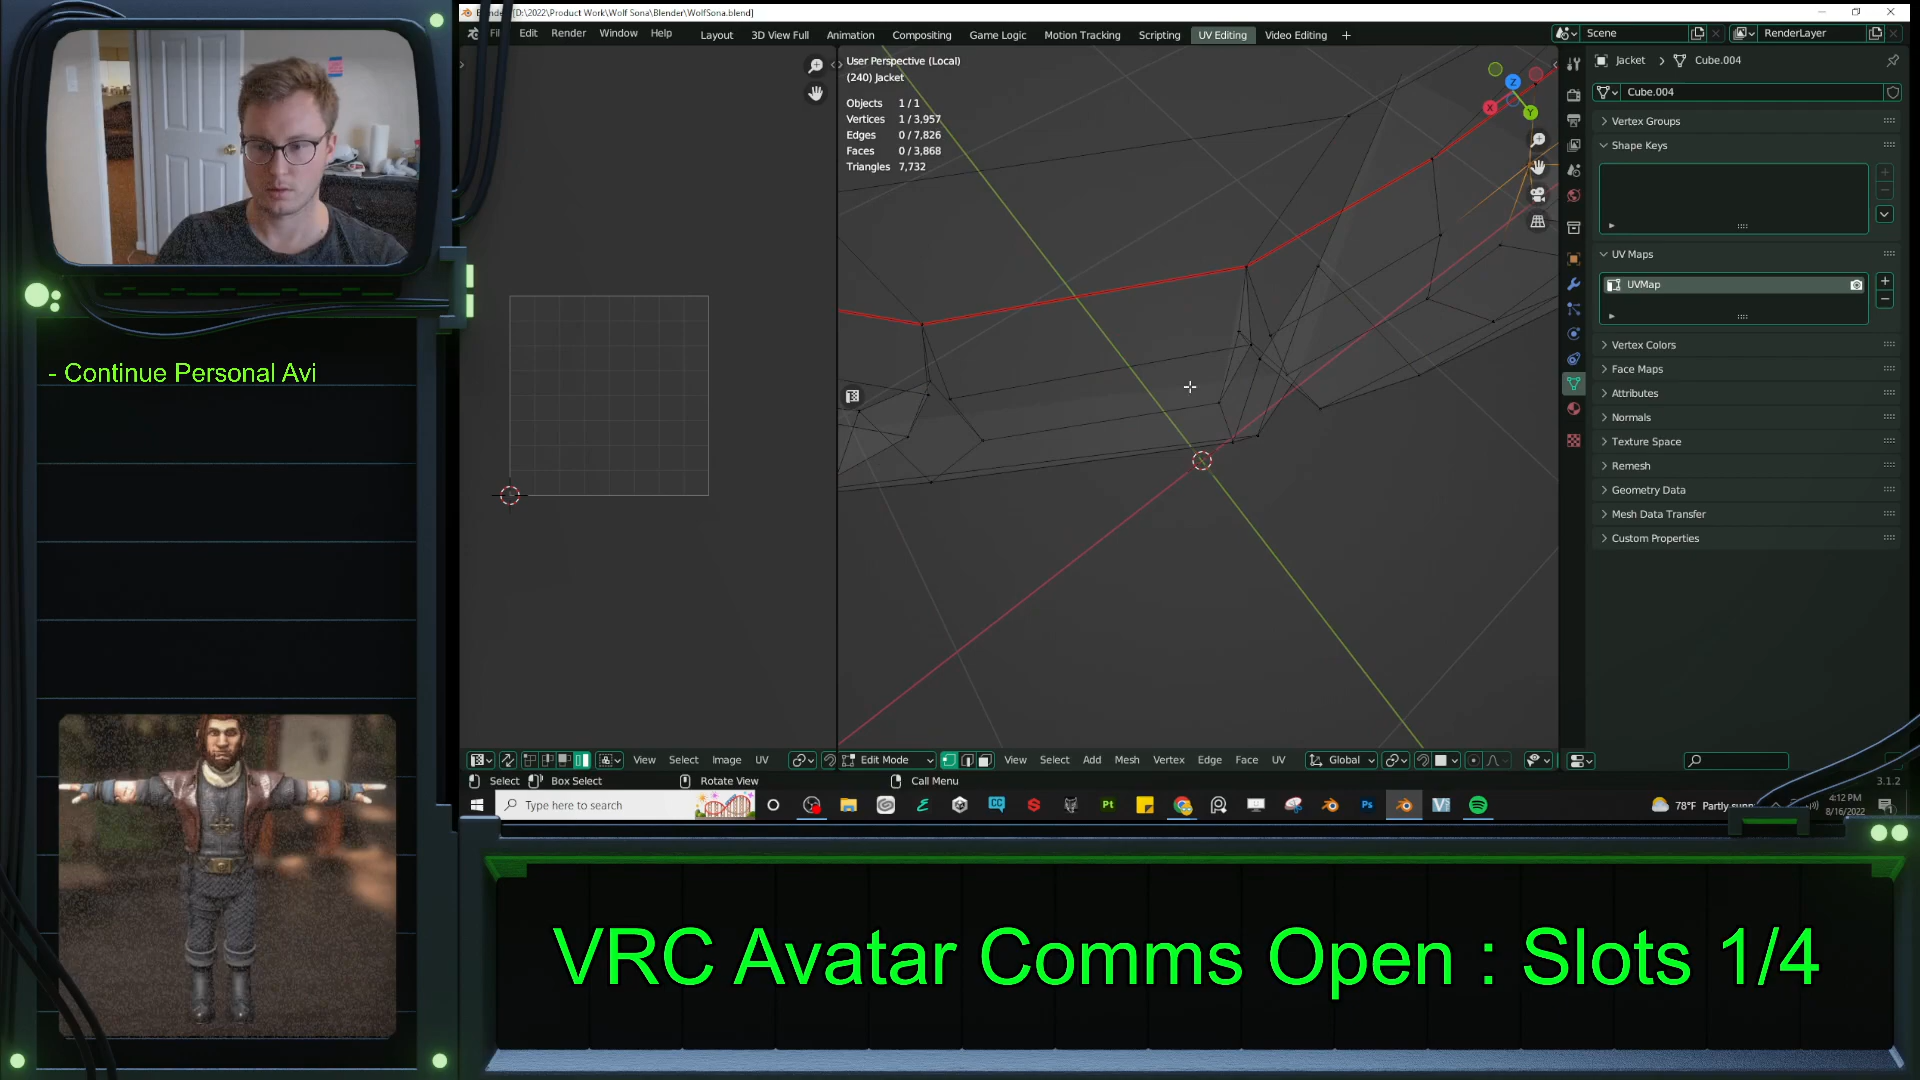 [D:\2022\Product Work\Wolf Sona\Blender\WolfSona.blend]
Edit Render Window Help Layout 3D View Full Animation Compositing Game Logic Motion Tracking Scripting UV Editing Video Editing + Scene RenderLayer
User Perspective (Local)
(240) Jacket
Objects 1 / 1
Vertices 1 / 3,957
Edges 0 / 7,826
Faces 0 / 3,868
Triangles 7,732
Z
X
Y
Jacket > Cube.004
Cube.004
Vertex Groups
Shape Keys
UV Maps
UVMap
Vertex Colors
Face Maps
Attributes
Normals
Texture Space
Remesh
Geometry Data
Mesh Data Transfer
Custom Properties
- Continue Personal Avi
View Select Image UV Edit Mode View Select Add Mesh Vertex Edge Face UV Global
Select Box Select Rotate View Call Menu 3.1.2
Type here to search
Pt
Ps
78°F
4:12 PM
8/16/2022
VRC Avatar Comms Open : Slots 1/4